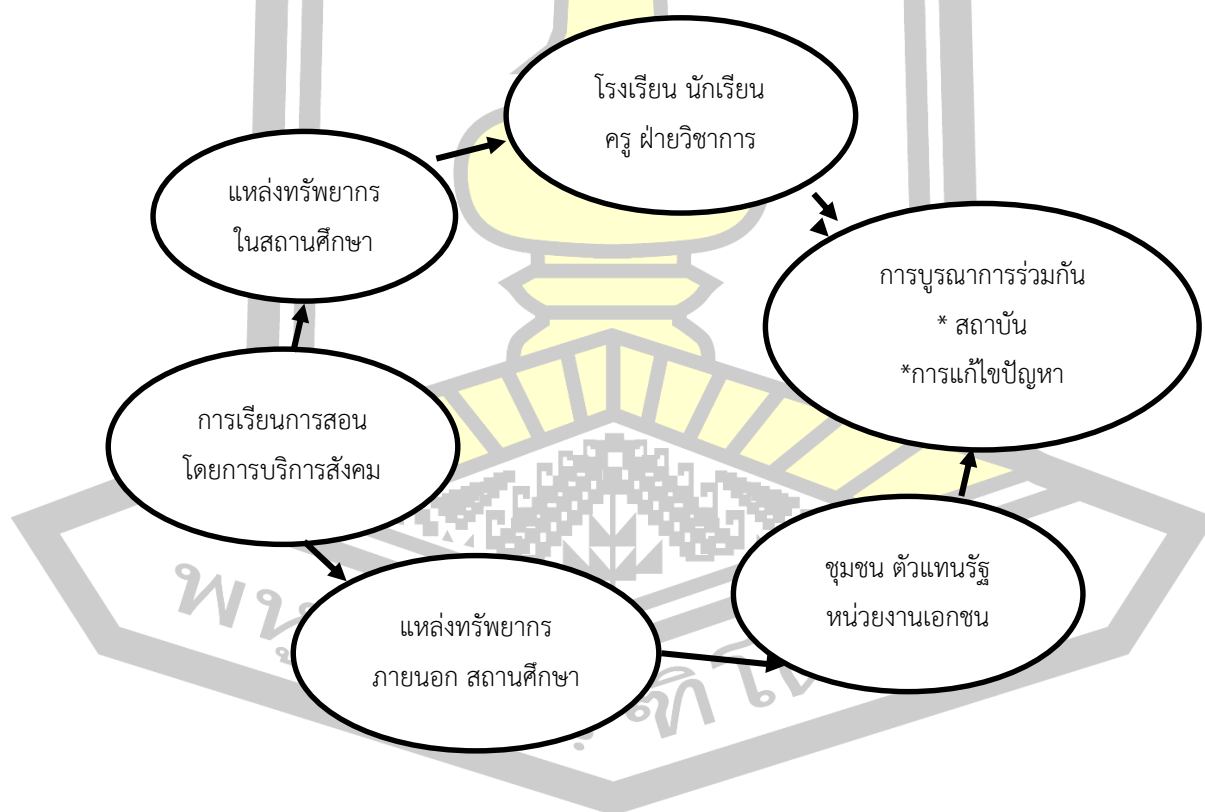 โรงเรียน นักเรียน
ครู ฝ่ายวิชาการ
แหล่งทรัพยากร
ในสถานศึกษา
การบูรณาการร่วมกัน
* สถาบัน
*การแก้ไขปัญหา
การเรียนการสอน
โดยการบริการสังคม
ชุมชน ตัวแทนรัฐ
หน่วยงานเอกชน
แหล่งทรัพยากร
ภายนอก สถานศึกษา